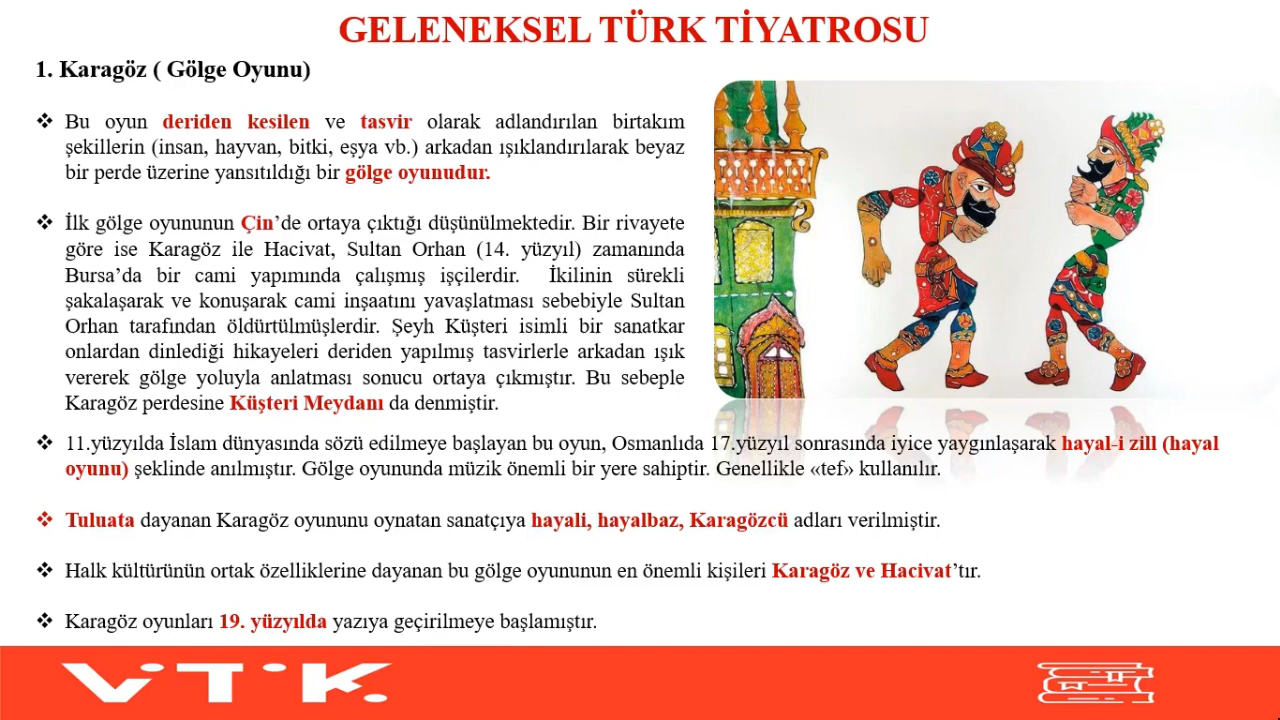 GELENEKSEL TÜRK TİYATROSU
1. Karagöz ( Gölge Oyunu)
❖ Bu oyun deriden kesilen ve tasvir olarak adlandırılan birtakım
şekillerin (insan, hayvan, bitki, eşya vb.) arkadan ışıklandırılarak beyaz
bir perde üzerine yansıtıldığı bir gölge oyunudur.
❖ İlk gölge oyununun Çin’de ortaya çıktığı düşünülmektedir. Bir rivayete
göre ise Karagöz ile Hacivat, Sultan Orhan (14. yüzyıl) zamanında
Bursa’da bir cami yapımında çalışmış işçilerdir. İkilinin sürekli
şakalaşarak ve konuşarak cami inşaatını yavaşlatması sebebiyle Sultan
Orhan tarafından öldürtülmüşlerdir. Şeyh Küşteri isimli bir sanatkar
onlardan dinlediği hikayeleri deriden yapılmış tasvirlerle arkadan ışık
vererek gölge yoluyla anlatması sonucu ortaya çıkmıştır. Bu sebeple
Karagöz perdesine Küşteri Meydanı da denmiştir.
❖ 11.yüzyılda İslam dünyasında sözü edilmeye başlayan bu oyun, Osmanlıda 17.yüzyıl sonrasında iyice yaygınlaşarak hayal-i zill (hayal
oyunu) şeklinde anılmıştır. Gölge oyununda müzik önemli bir yere sahiptir. Genellikle «tef» kullanılır.
❖ Tuluata dayanan Karagöz oyununu oynatan sanatçıya hayali, hayalbaz, Karagözcü adları verilmiştir.
❖ Halk kültürünün ortak özelliklerine dayanan bu gölge oyununun en önemli kişileri Karagöz ve Hacivat’tır.
❖ Karagöz oyunları 19. yüzyılda yazıya geçirilmeye başlamıştır.
ViTiK.